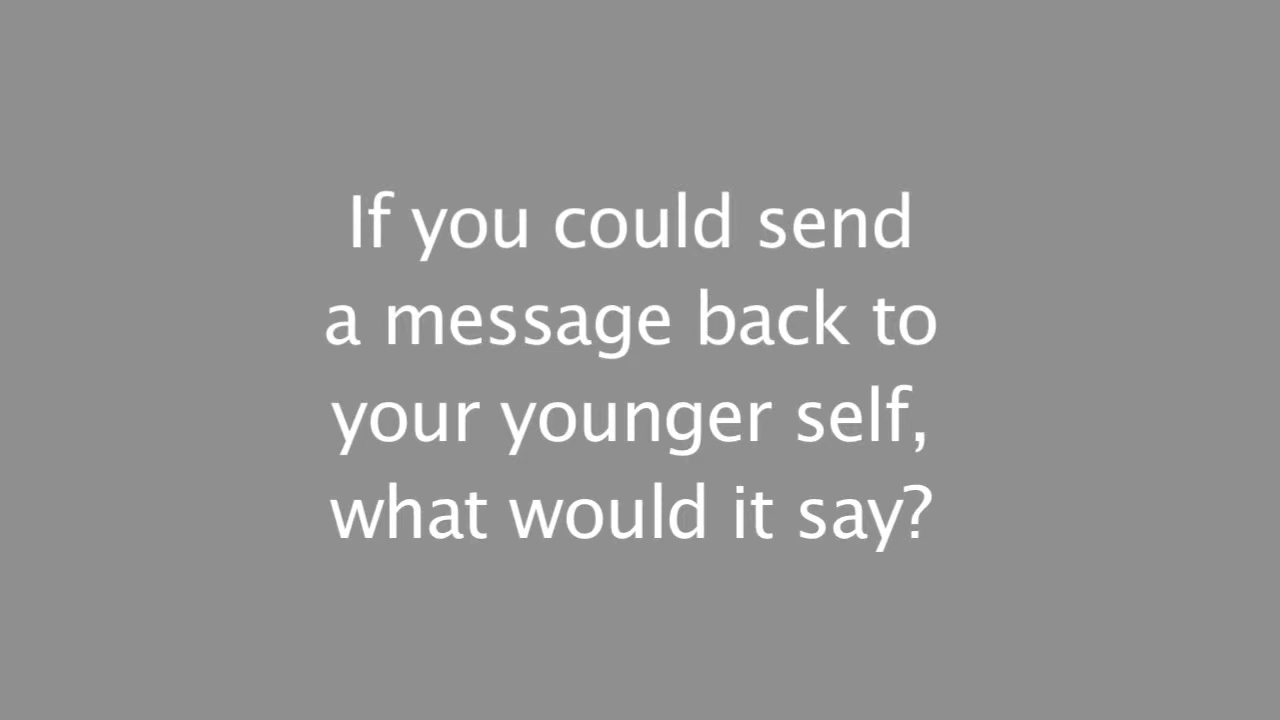 If you could send
a message back to
your younger self,
what would it say?